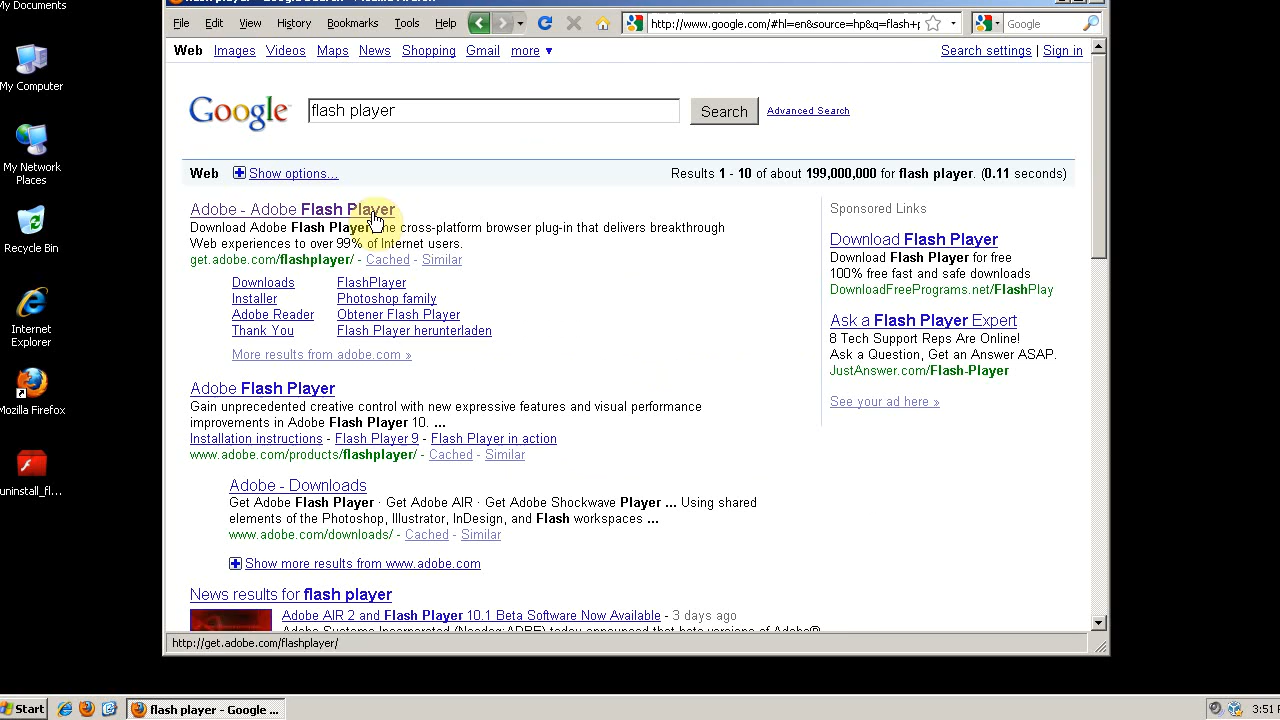 My Documents
My Computer
My Network
Places
Recycle Bin
Internet
Explorer
Mozilla Firefox
uninstall_fl...
File Edit View History Bookmarks Tools Help
http://www.google.com/#hl=en&source=hp&q=flash+p
Google
Web Images Videos Maps News Shopping Gmail more ▼
Search settings | Sign in
Google
flash player
Search
Advanced Search
Web Show options...
Results 1 - 10 of about 199,000,000 for flash player. (0.11 seconds)
Adobe - Adobe Flash Player
Download Adobe Flash Player, the cross-platform browser plug-in that delivers breakthrough
Web experiences to over 99% of Internet users.
get.adobe.com/flashplayer/ - Cached - Similar
Downloads FlashPlayer
Installer Photoshop family
Adobe Reader Obtener Flash Player
Thank You Flash Player herunterladen
More results from adobe.com »
Adobe Flash Player
Gain unprecedented creative control with new expressive features and visual performance
improvements in Adobe Flash Player 10. ...
Installation instructions - Flash Player 9 - Flash Player in action
www.adobe.com/products/flashplayer/ - Cached - Similar
Adobe - Downloads
Get Adobe Flash Player · Get Adobe AIR · Get Adobe Shockwave Player ... Using shared
elements of the Photoshop, Illustrator, InDesign, and Flash workspaces ...
www.adobe.com/downloads/ - Cached - Similar
Show more results from www.adobe.com
News results for flash player
Adobe AIR 2 and Flash Player 10.1 Beta Software Now Available - 3 days ago
Adobe Systems Incorporated (Nasdaq ADBE) today announced that beta versions of Adobe®
Sponsored Links
Download Flash Player
Download Flash Player for free
100% free fast and safe downloads
DownloadFreePrograms.net/FlashPlay
Ask a Flash Player Expert
8 Tech Support Reps Are Online!
Ask a Question, Get an Answer ASAP.
JustAnswer.com/Flash-Player
See your ad here »
http://get.adobe.com/flashplayer/
Start
flash player - Google ...
3:51